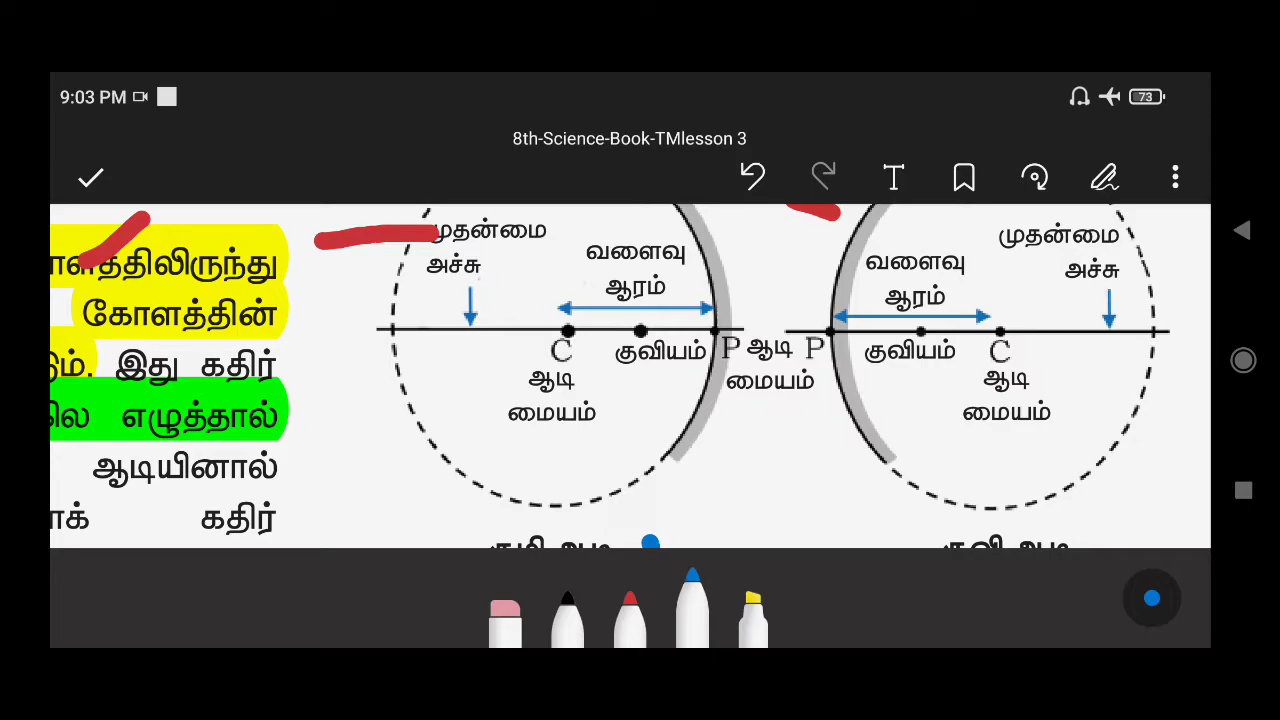 9:03 PM
73
8th-Science-Book-TMlesson 3
கோளத்தின்
இது கதிர்
எழுத்தால்
ஆடியினால்
கதிர்
முதன்மை
அச்சு
வளைவு
ஆரம்
C
குவியம்
P
ஆடி
மையம்
ஆடி
மையம்
முதன்மை
அச்சு
வளைவு
ஆரம்
P
குவியம்
C
ஆடி
மையம்